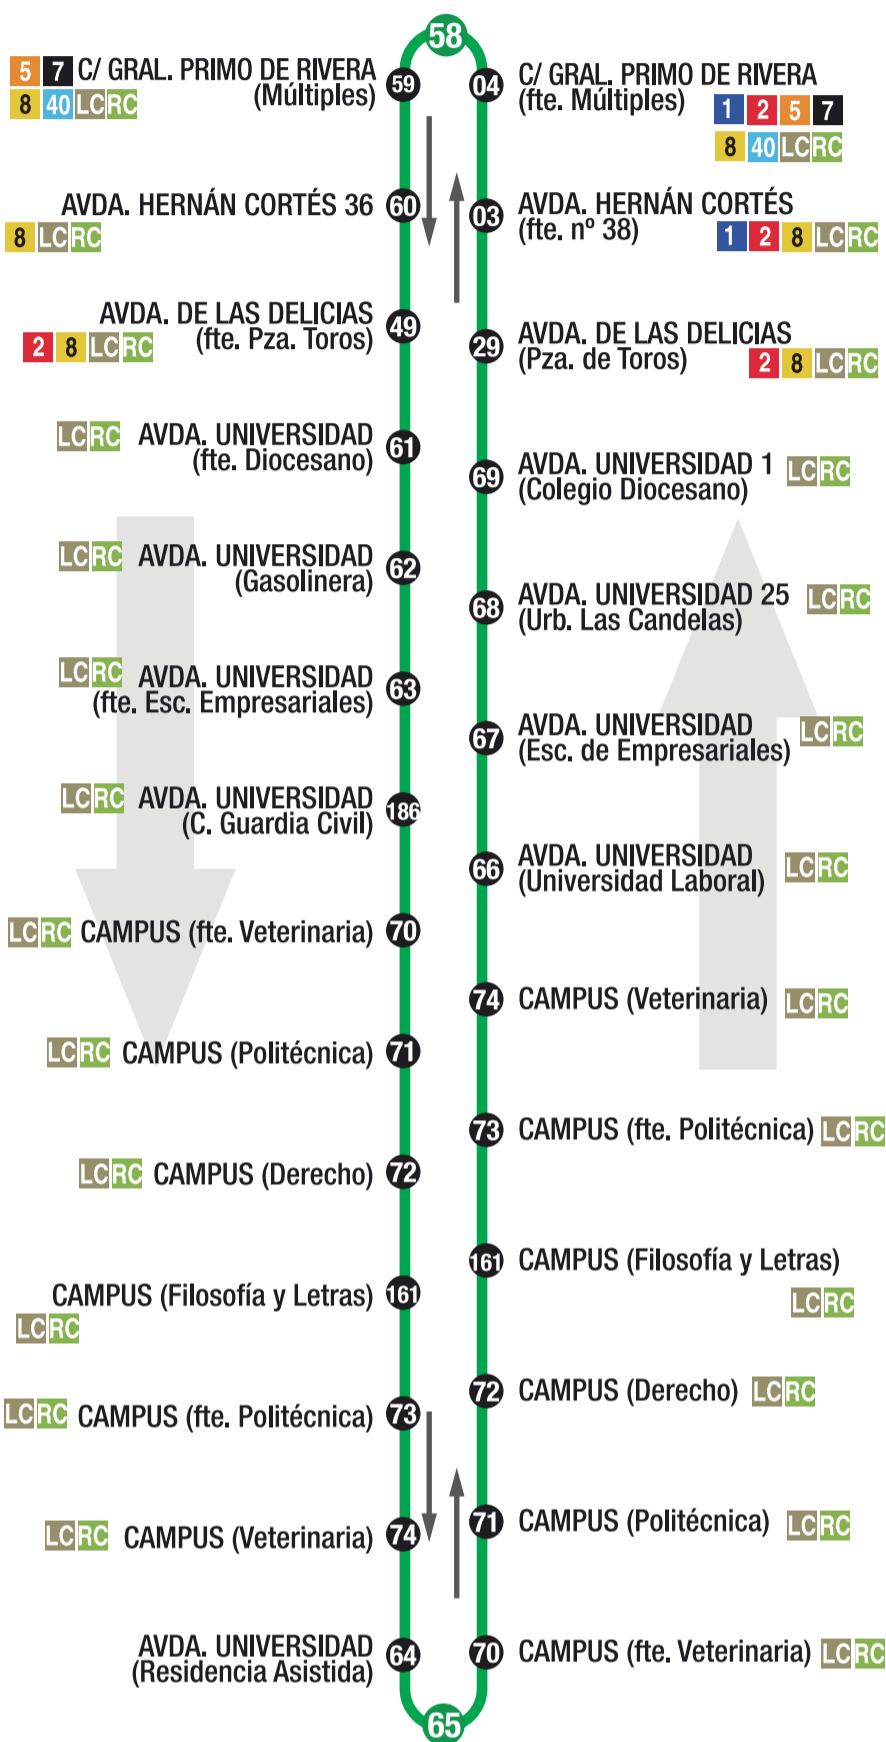 58
5 7 C/ GRAL. PRIMO DE RIVERA
8 40 LC RC (Múltiples) 59
AVDA. HERNÁN CORTÉS 36 60
8 LC RC
AVDA. DE LAS DELICIAS
2 8 LC RC (fte. Pza. Toros) 49
LC RC AVDA. UNIVERSIDAD
(fte. Diocesano) 61
LC RC AVDA. UNIVERSIDAD
(Gasolinera) 62
LC RC AVDA. UNIVERSIDAD
(fte. Esc. Empresariales) 63
LC RC AVDA. UNIVERSIDAD
(C. Guardia Civil) 186
LC RC CAMPUS (fte. Veterinaria) 70
LC RC CAMPUS (Politécnica) 71
LC RC CAMPUS (Derecho) 72
CAMPUS (Filosofía y Letras) 161
LC RC
LC RC CAMPUS (fte. Politécnica) 73
LC RC CAMPUS (Veterinaria) 74
AVDA. UNIVERSIDAD
(Residencia Asistida) 64
04 C/ GRAL. PRIMO DE RIVERA
(fte. Múltiples) 1 2 5 7
8 40 LC RC
03 AVDA. HERNÁN CORTÉS
(fte. nº 38) 1 2 8 LC RC
29 AVDA. DE LAS DELICIAS
(Pza. de Toros) 2 8 LC RC
69 AVDA. UNIVERSIDAD 1 LC RC
(Colegio Diocesano)
68 AVDA. UNIVERSIDAD 25 LC RC
(Urb. Las Candelas)
67 AVDA. UNIVERSIDAD LC RC
(Esc. de Empresariales)
66 AVDA. UNIVERSIDAD LC RC
(Universidad Laboral)
74 CAMPUS (Veterinaria) LC RC
73 CAMPUS (fte. Politécnica) LC RC
161 CAMPUS (Filosofía y Letras)
LC RC
72 CAMPUS (Derecho) LC RC
71 CAMPUS (Politécnica) LC RC
70 CAMPUS (fte. Veterinaria) LC RC
65